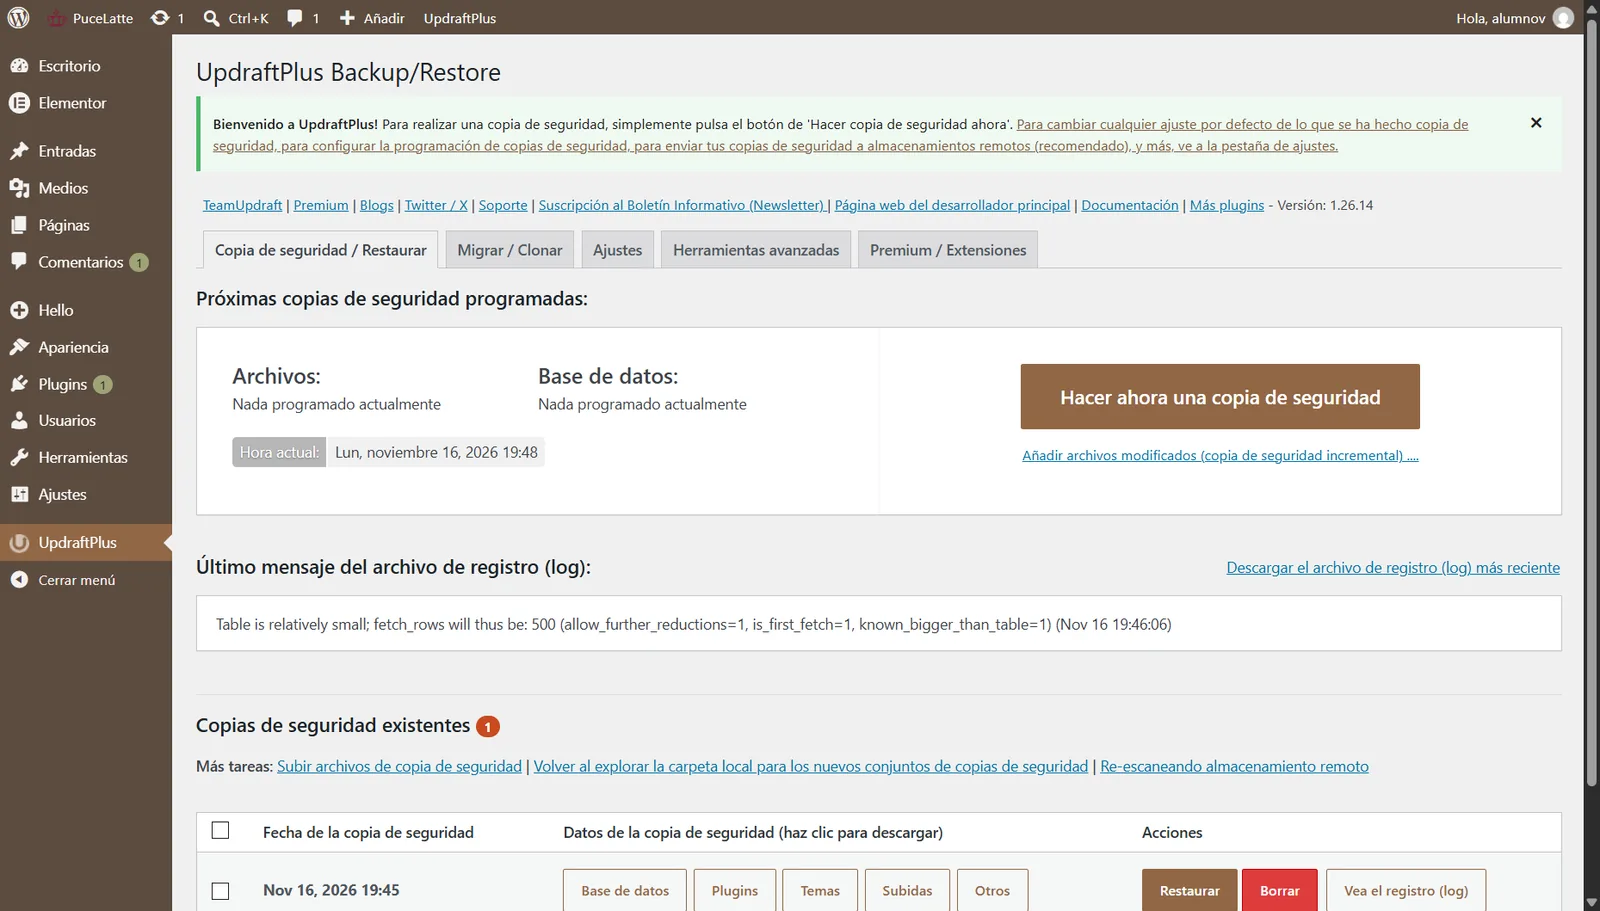 PuceLatte 1 Ctrl+K 1 Añadir UpdraftPlus Hola, alumnov
Escritorio
Elementor
Entradas
Medios
Páginas
Comentarios 1
Hello
Apariencia
Plugins 1
Usuarios
Herramientas
Ajustes
UpdraftPlus
Cerrar menú
UpdraftPlus Backup/Restore
Bienvenido a UpdraftPlus! Para realizar una copia de seguridad, simplemente pulsa el botón de 'Hacer copia de seguridad ahora'. Para cambiar cualquier ajuste por defecto de lo que se ha hecho copia de
seguridad, para configurar la programación de copias de seguridad, para enviar tus copias de seguridad a almacenamientos remotos (recomendado), y más, ve a la pestaña de ajustes.
TeamUpdraft | Premium | Blogs | Twitter / X | Soporte | Suscripción al Boletín Informativo (Newsletter) | Página web del desarrollador principal | Documentación | Más plugins - Versión: 1.26.14
Copia de seguridad / Restaurar Migrar / Clonar Ajustes Herramientas avanzadas Premium / Extensiones
Próximas copias de seguridad programadas:
Archivos: Base de datos:
Nada programado actualmente Nada programado actualmente
Hora actual: Lun, noviembre 16, 2026 19:48
Hacer ahora una copia de seguridad
Añadir archivos modificados (copia de seguridad incremental) ....
Último mensaje del archivo de registro (log): Descargar el archivo de registro (log) más reciente
Table is relatively small; fetch_rows will thus be: 500 (allow_further_reductions=1, is_first_fetch=1, known_bigger_than_table=1) (Nov 16 19:46:06)
Copias de seguridad existentes 1
Más tareas: Subir archivos de copia de seguridad | Volver al explorar la carpeta local para los nuevos conjuntos de copias de seguridad | Re-escaneando almacenamiento remoto
Fecha de la copia de seguridad Datos de la copia de seguridad (haz clic para descargar) Acciones
Nov 16, 2026 19:45 Base de datos Plugins Temas Subidas Otros Restaurar Borrar Vea el registro (log)